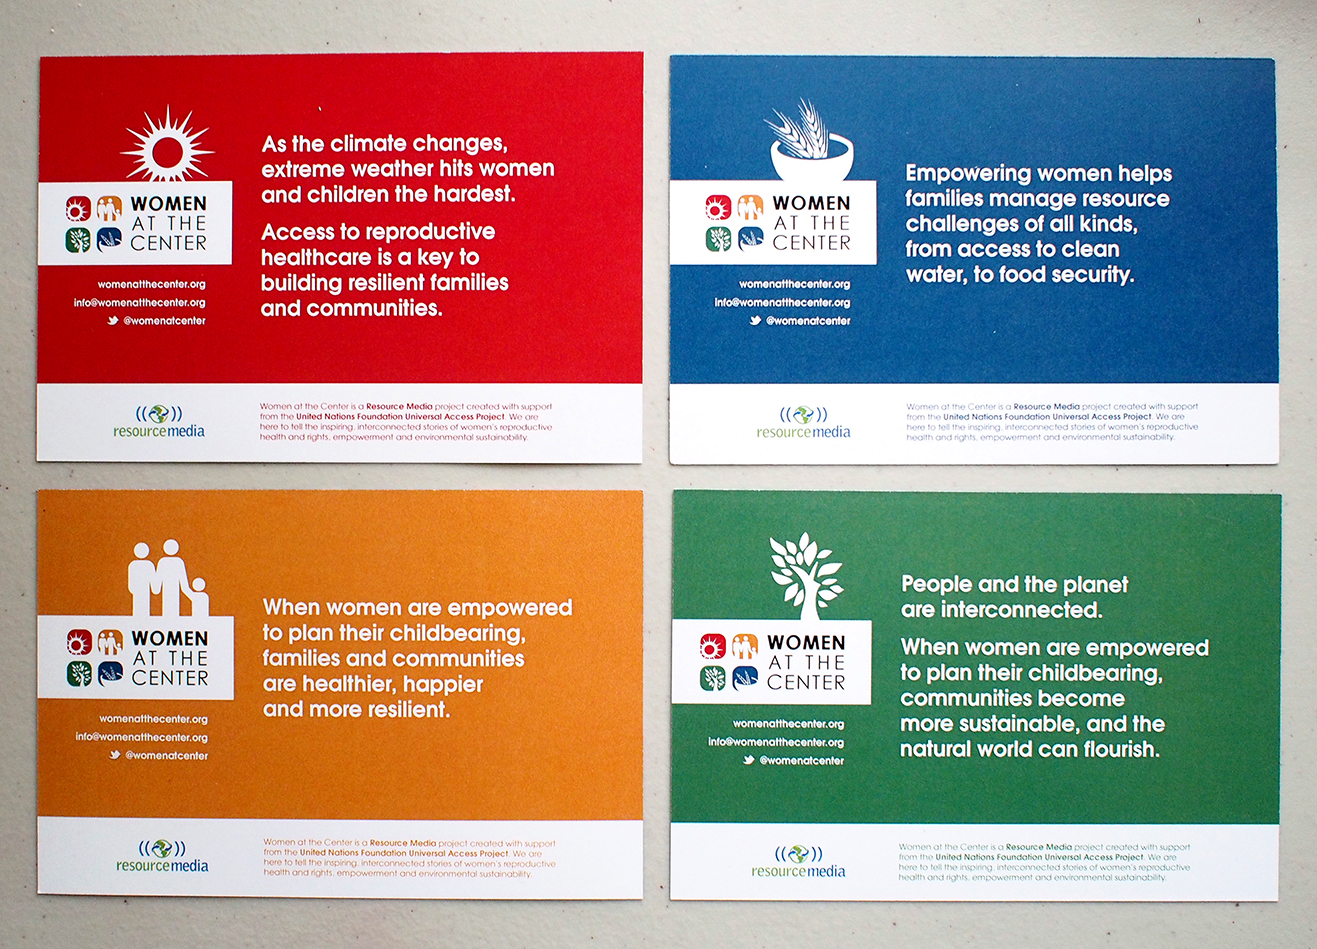 As the climate changes,
extreme weather hits women
and children the hardest.
Access to reproductive
healthcare is a key to
building resilient families
and communities.
WOMEN
AT THE
CENTER
womenatthecenter.org
info@womenatthecenter.org
@womenatcenter
resourcemedia
Women at the Center is a Resource Media project created with support
from the United Nations Foundation Universal Access Project. We are
here to tell the inspiring, interconnected stories of women's reproductive
health and rights, empowerment and environmental sustainability.
Empowering women helps
families manage resource
challenges of all kinds,
from access to clean
water, to food security.
WOMEN
AT THE
CENTER
womenatthecenter.org
info@womenatthecenter.org
@womenatcenter
resourcemedia
Women at the Center is a Resource Media project created with support
from the United Nations Foundation Universal Access Project. We are
here to tell the inspiring, interconnected stories of women's reproductive
health and rights, empowerment and environmental sustainability.
When women are empowered
to plan their childbearing,
families and communities
are healthier, happier
and more resilient.
WOMEN
AT THE
CENTER
womenatthecenter.org
info@womenatthecenter.org
@womenatcenter
resourcemedia
Women at the Center is a Resource Media project created with support
from the United Nations Foundation Universal Access Project. We are
here to tell the inspiring, interconnected stories of women's reproductive
health and rights, empowerment and environmental sustainability.
People and the planet
are interconnected.
When women are empowered
to plan their childbearing,
communities become
more sustainable, and the
natural world can flourish.
WOMEN
AT THE
CENTER
womenatthecenter.org
info@womenatthecenter.org
@womenatcenter
resourcemedia
Women at the Center is a Resource Media project created with support
from the United Nations Foundation Universal Access Project. We are
here to tell the inspiring, interconnected stories of women's reproductive
health and rights, empowerment and environmental sustainability.